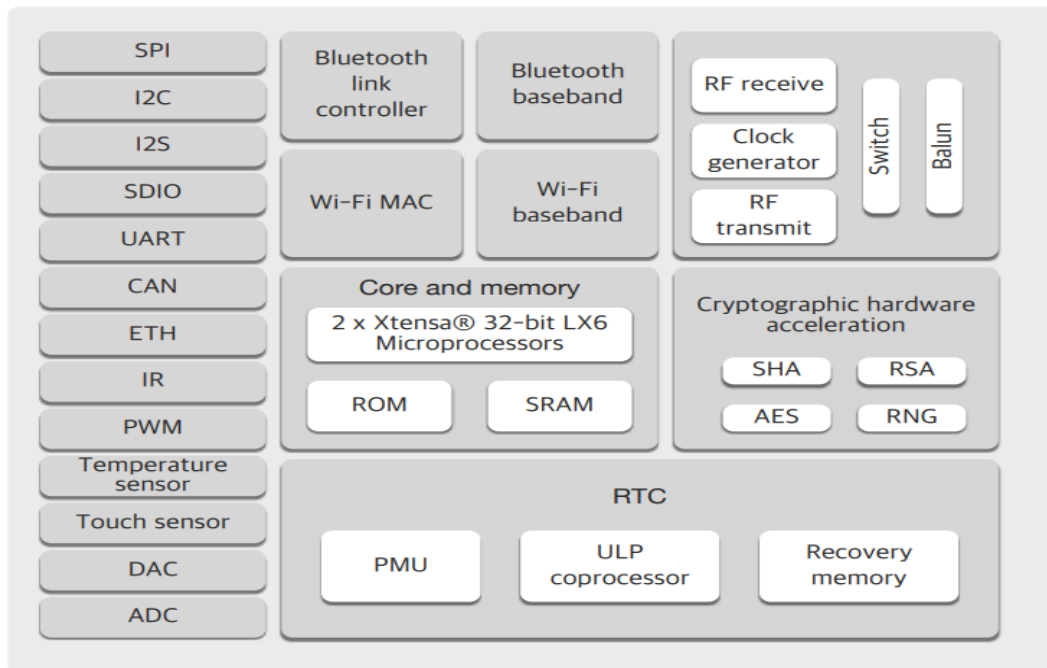 SPI
I2C
I2S
SDIO
UART
CAN
ETH
IR
PWM
Temperature
sensor
Touch sensor
DAC
ADC
Bluetooth
link
controller
Bluetooth
baseband
Wi-Fi MAC
Wi-Fi
baseband
RF receive
Clock
generator
RF
transmit
Switch
Balun
Core and memory
2 x Xtensa® 32-bit LX6
Microprocessors
ROM
SRAM
Cryptographic hardware
acceleration
SHA
RSA
AES
RNG
RTC
PMU
ULP
coprocessor
Recovery
memory